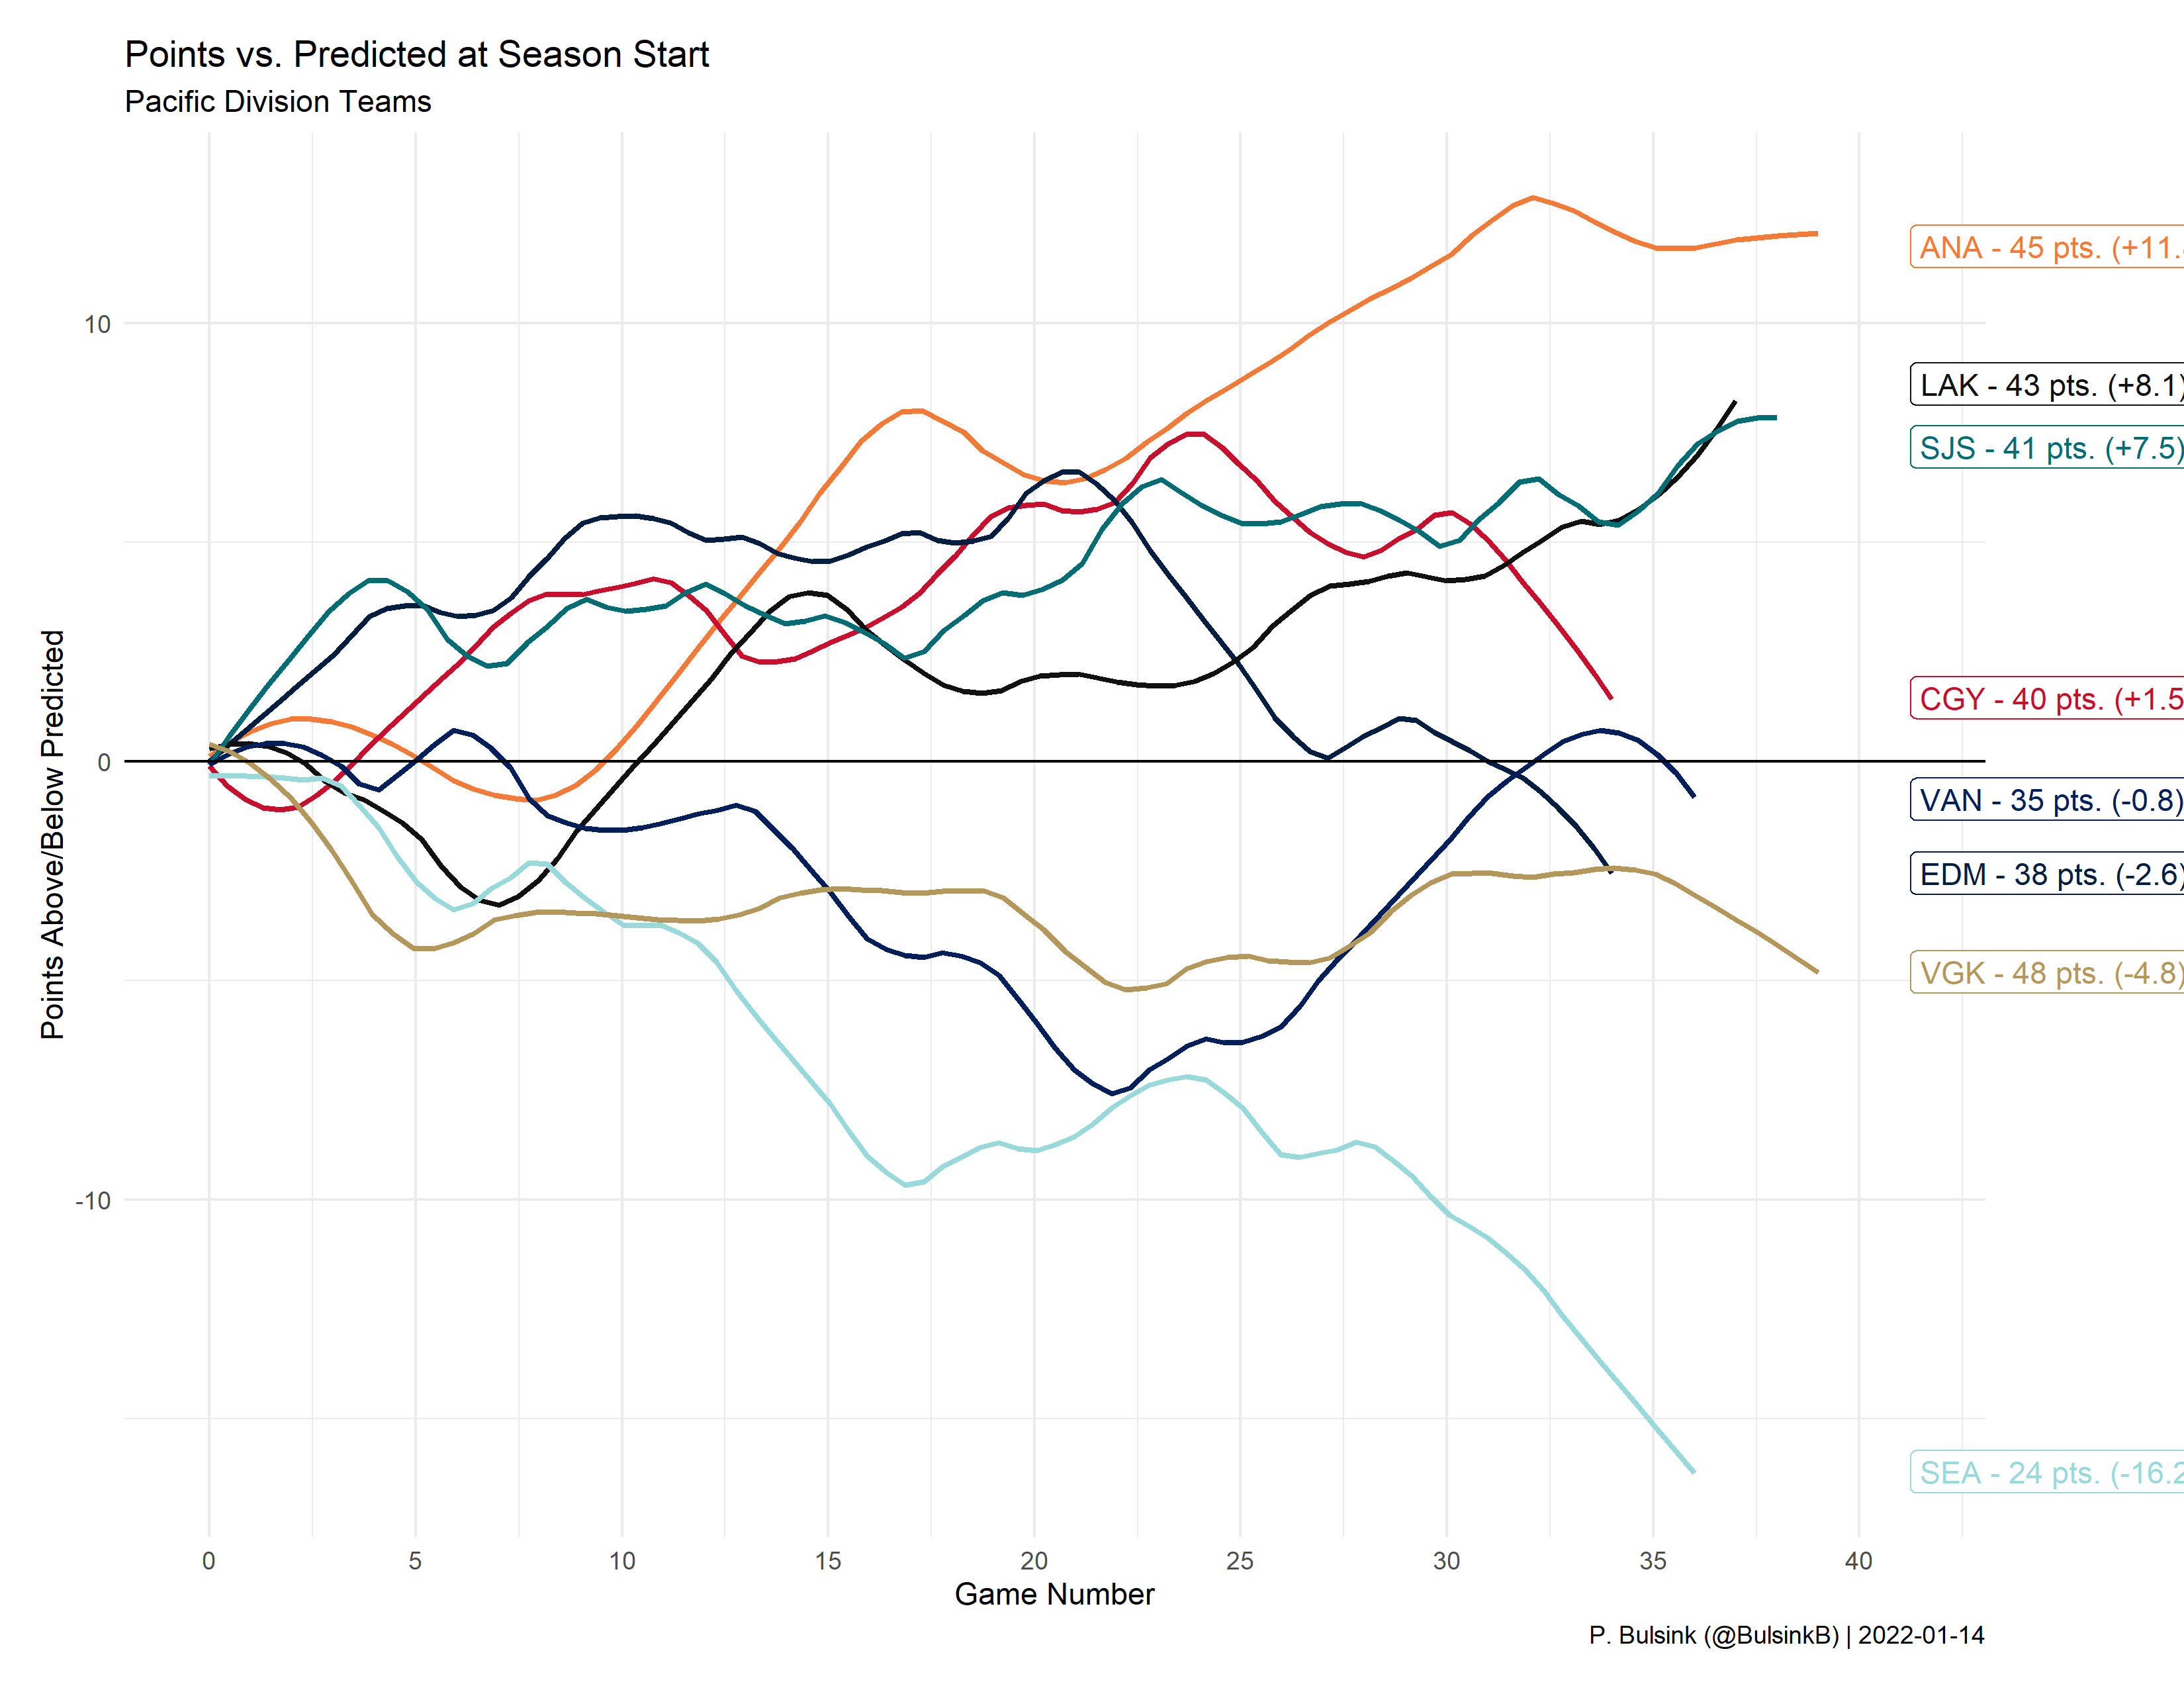 Points vs. Predicted at Season Start
Pacific Division Teams
Points Above/Below Predicted
10
0
-10
ANA - 45 pts. (+11.
LAK - 43 pts. (+8.1)
SJS - 41 pts. (+7.5)
CGY - 40 pts. (+1.5
VAN - 35 pts. (-0.8)
EDM - 38 pts. (-2.6)
VGK - 48 pts. (-4.8)
SEA - 24 pts. (-16.2
0 5 10 15 20 25 30 35 40
Game Number
P. Bulsink (@BulsinkB) | 2022-01-14